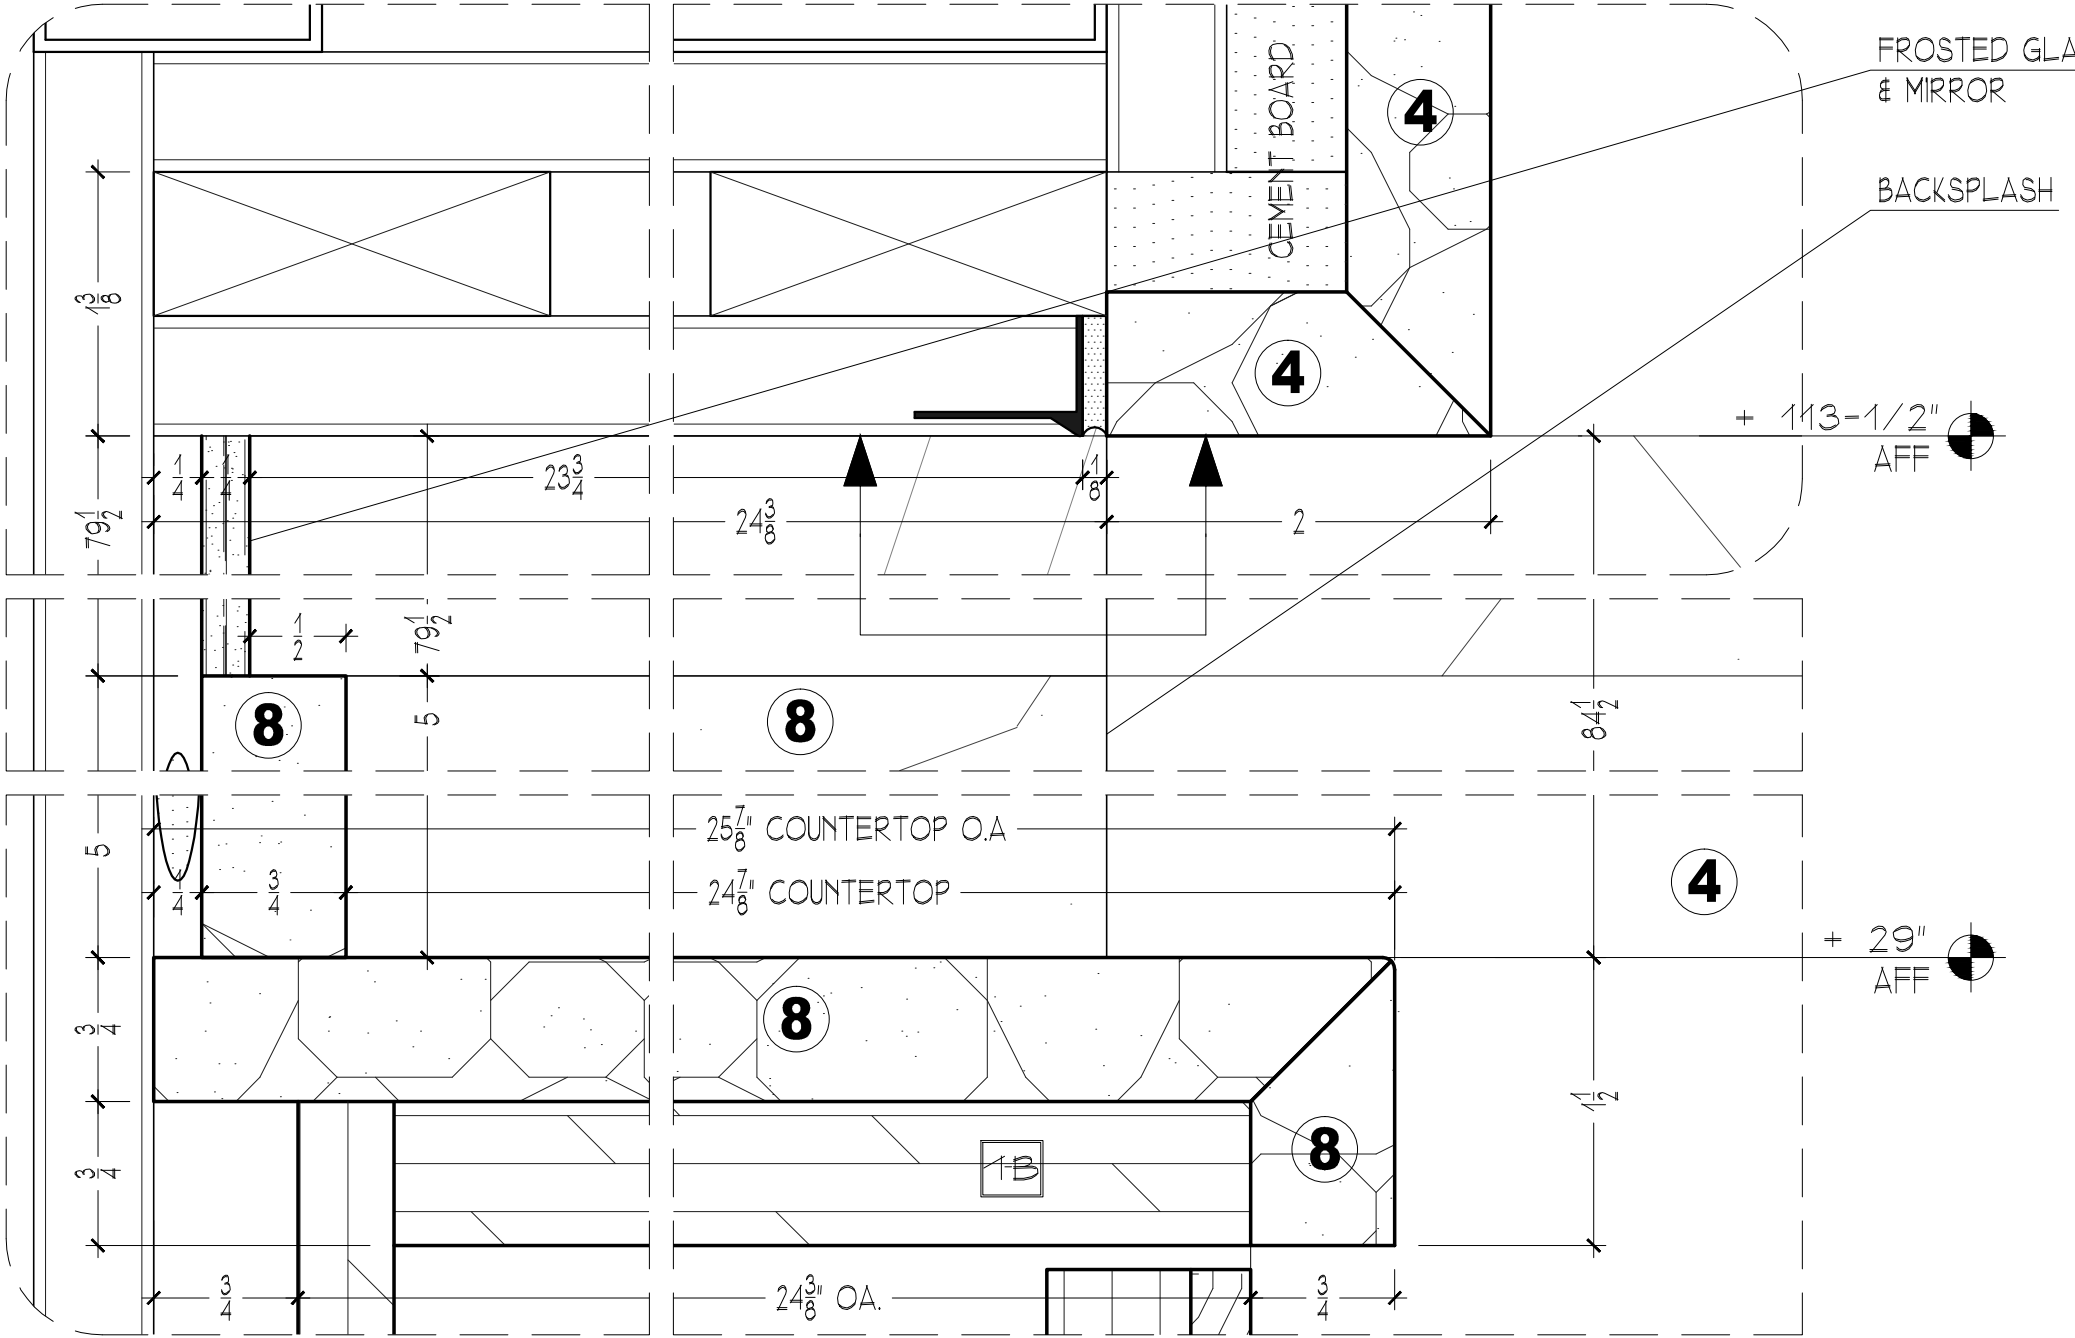 FROSTED GLA
& MIRROR
CEMENT BOARD
4
BACKSPLASH
1 3/8
4
+ 113-1/2"
AFF
1/4
1/4
23 3/4
1/8
79 1/2
24 3/8
2
1/2
79 1/2
8
8
5
84 1/2
25 7/8" COUNTERTOP O.A
5
1/4
3/4
24 7/8" COUNTERTOP
4
+ 29"
AFF
3/4
8
1 1/2
3/4
1-B
8
3/4
24 3/8" OA.
3/4